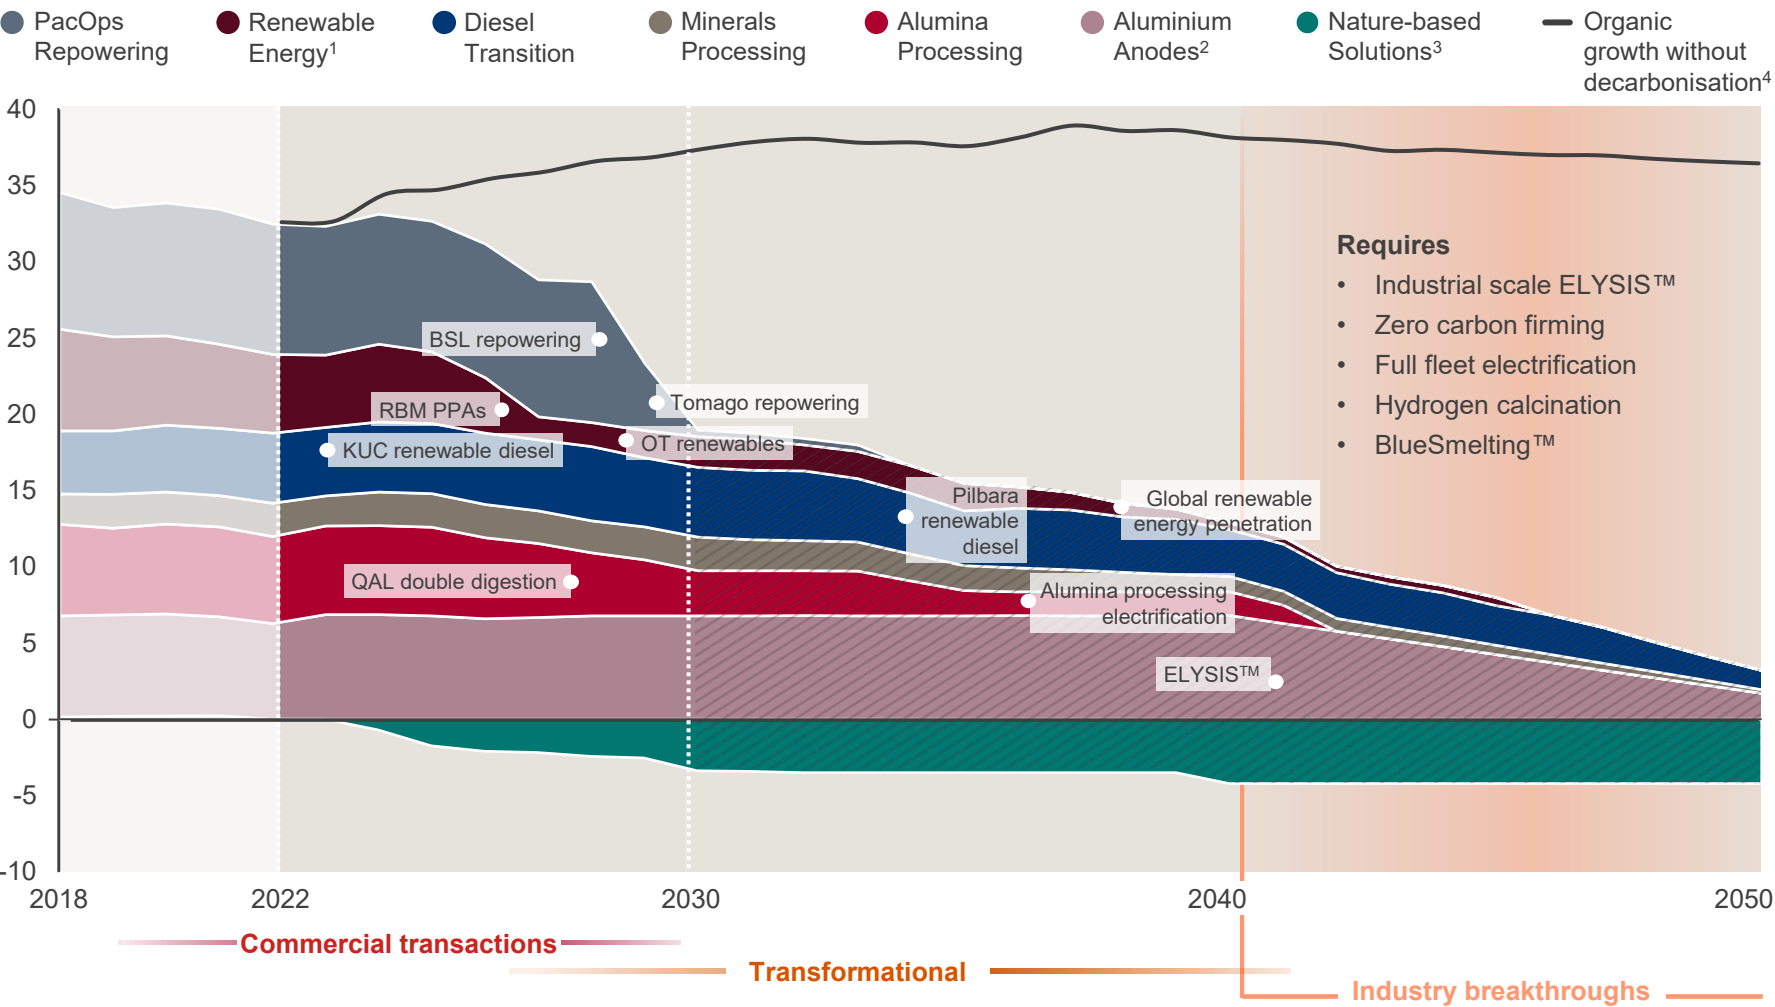 PacOps
Repowering
Renewable
Energy¹
Diesel
Transition
Minerals
Processing
Alumina
Processing
Aluminium
Anodes²
Nature-based
Solutions³
Organic
growth without
decarbonisation⁴
40
35
30
25
20
15
10
5
0
-5
-10
BSL repowering
Tomago repowering
RBM PPAs
OT renewables
KUC renewable diesel
Pilbara
renewable
diesel
Global renewable
energy penetration
QAL double digestion
Alumina processing
electrification
ELYSIS™
Requires
• Industrial scale ELYSIS™
• Zero carbon firming
• Full fleet electrification
• Hydrogen calcination
• BlueSmelting™
2018
2022
2030
2040
2050
Commercial transactions
Transformational
Industry breakthroughs